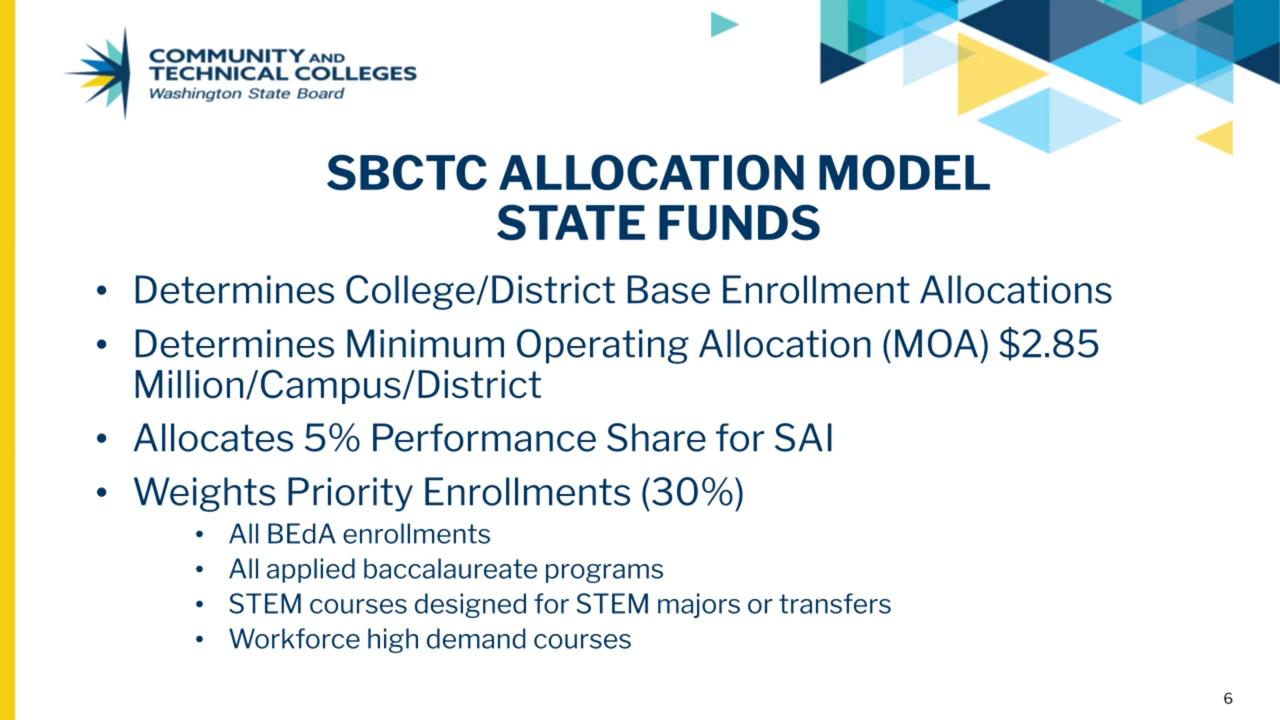 COMMUNITY AND
TECHNICAL COLLEGES
Washington State Board
SBCTC ALLOCATION MODEL
STATE FUNDS
• Determines College/District Base Enrollment Allocations
• Determines Minimum Operating Allocation (MOA) $2.85
Million/Campus/District
• Allocates 5% Performance Share for SAI
• Weights Priority Enrollments (30%)
• All BEdA enrollments
• All applied baccalaureate programs
• STEM courses designed for STEM majors or transfers
• Workforce high demand courses
6